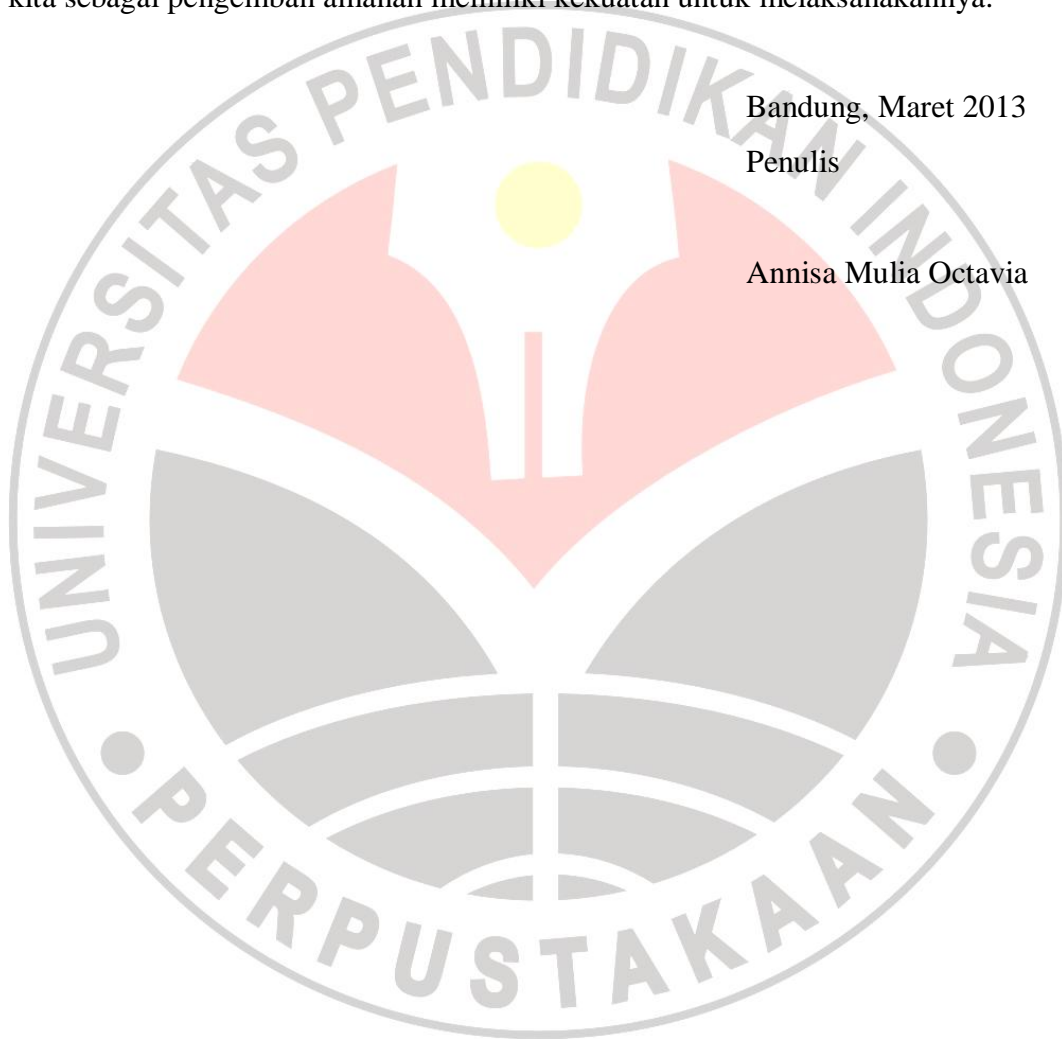 kita sebagai pengemban amanah memiliki kekuatan untuk melaksanakannya.
Bandung, Maret 2013
Penulis
Annisa Mulia Octavia
UNIVERSITAS PENDIDIKAN INDONESIA
PERPUSTAKAAN